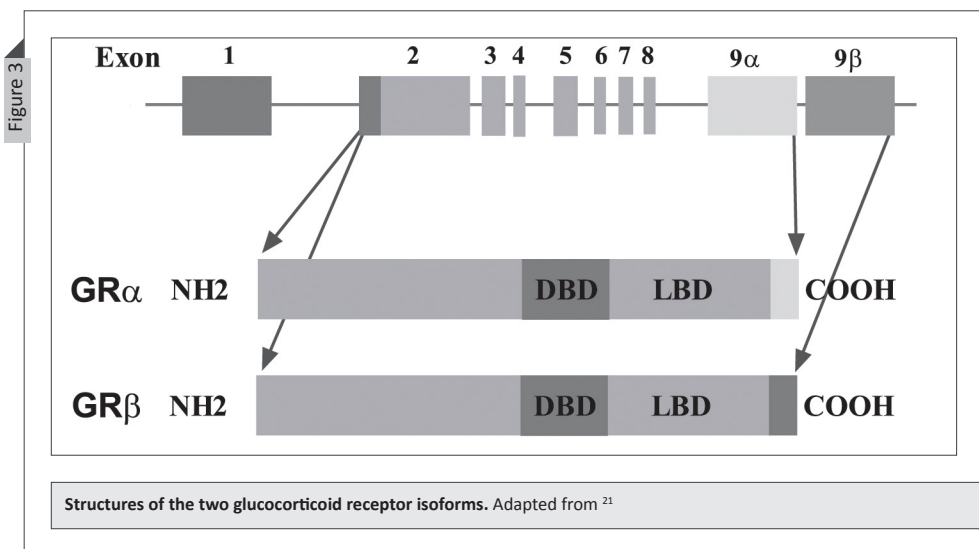 Figure 3
Exon 1 2 3 4 5 6 7 8 9α 9β
GRα NH2 DBD LBD COOH
GRβ NH2 DBD LBD COOH
Structures of the two glucocorticoid receptor isoforms. Adapted from 21